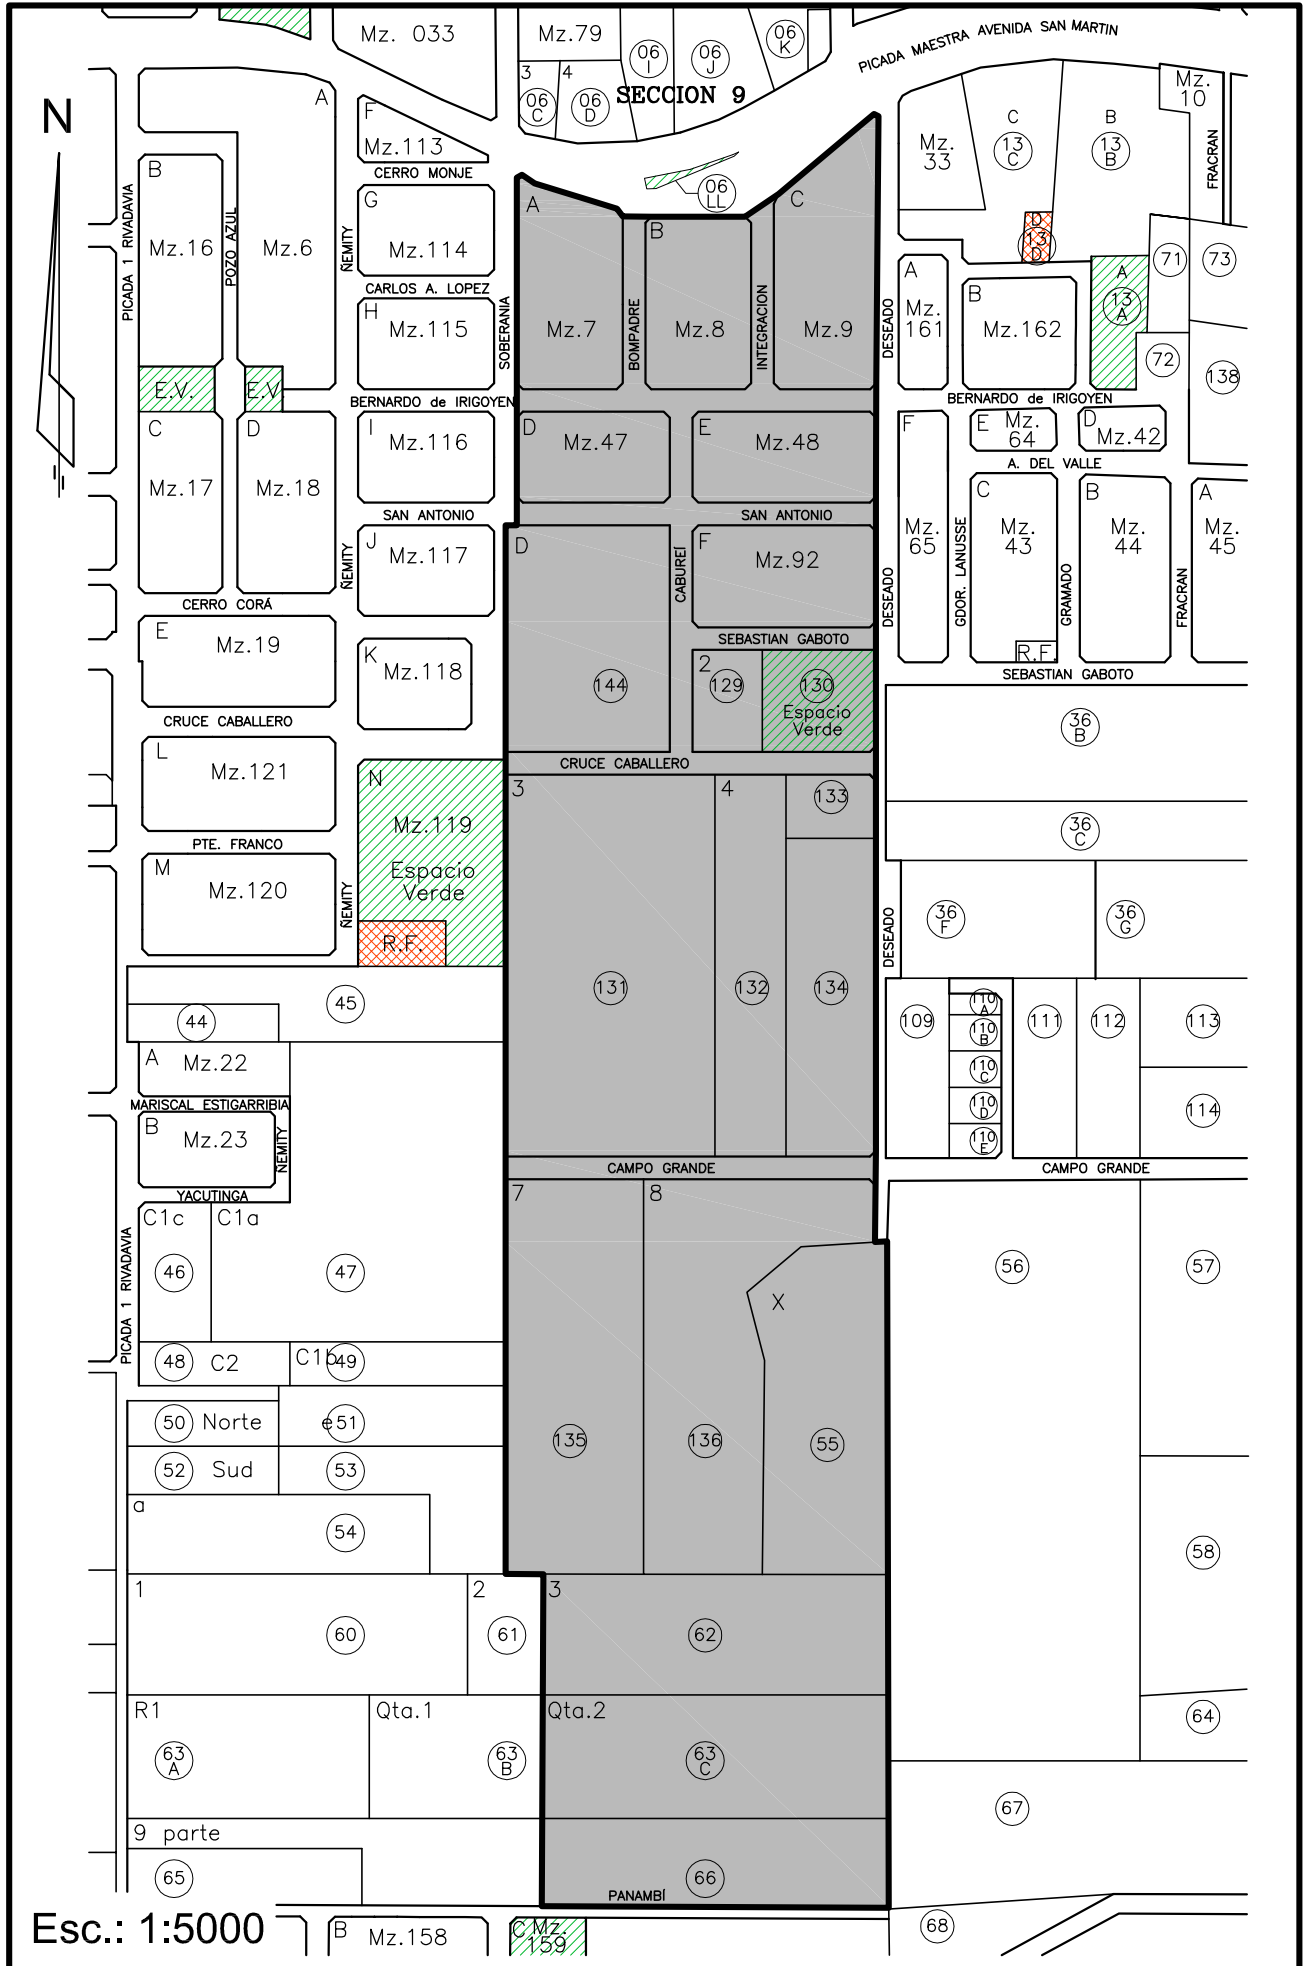 Mz. 033
Mz.79
06
I
06
J
06
K
PICADA MAESTRA AVENIDA SAN MARTIN
3
4
06
C
06
D
SECCION 9
Mz.
10
N
A
F
Mz.113
CERRO MONJE
C
13
C
B
13
B
Mz.
33
FRACRAN
B
Mz.16
PICADA 1 RIVADAVIA
POZO AZUL
Mz.6
ÑEMITY
G
Mz.114
CARLOS A. LOPEZ
06
LL
A
B
C
D
13
D
D
71
73
H
Mz.115
SOBERANIA
Mz.7
BOMPADRE
Mz.8
INTEGRACION
Mz.9
DESEADO
A
Mz.
161
B
Mz.162
A
13
A
72
138
E.V.
E.V.
BERNARDO de IRIGOYEN
BERNARDO de IRIGOYEN
C
Mz.17
D
Mz.18
I
Mz.116
D
Mz.47
E
Mz.48
F
Mz.
65
E
Mz.
64
D
Mz.42
A. DEL VALLE
SAN ANTONIO
SAN ANTONIO
C
Mz.
43
B
Mz.
44
A
Mz.
45
ÑEMITY
J
Mz.117
D
CABUREÍ
F
Mz.92
DESEADO
GDOR. LANUSSE
GRAMADO
FRACRAN
CERRO CORÁ
E
Mz.19
K
Mz.118
SEBASTIAN GABOTO
R.F.
SEBASTIAN GABOTO
144
2
129
130
Espacio
Verde
CRUCE CABALLERO
CRUCE CABALLERO
36
B
L
Mz.121
N
Mz.119
Espacio
Verde
3
4
133
36
C
PTE. FRANCO
M
Mz.120
ÑEMITY
R.F.
DESEADO
36
F
36
G
131
132
134
45
44
109
110
A
110
B
110
C
110
D
110
E
111
112
113
114
A
Mz.22
MARISCAL ESTIGARRIBIA
B
Mz.23
ÑEMITY
YACUTINGA
CAMPO GRANDE
CAMPO GRANDE
C1c
C1a
7
8
PICADA 1 RIVADAVIA
46
47
X
56
57
48
C2
C1b
49
50
Norte
e
51
52
Sud
53
135
136
55
a
54
58
1
2
3
60
61
62
R1
Qta.1
Qta.2
64
63
A
63
B
63
C
67
9 parte
65
66
PANAMBÍ
Esc.: 1:5000
B
Mz.158
C
Mz.
159
68